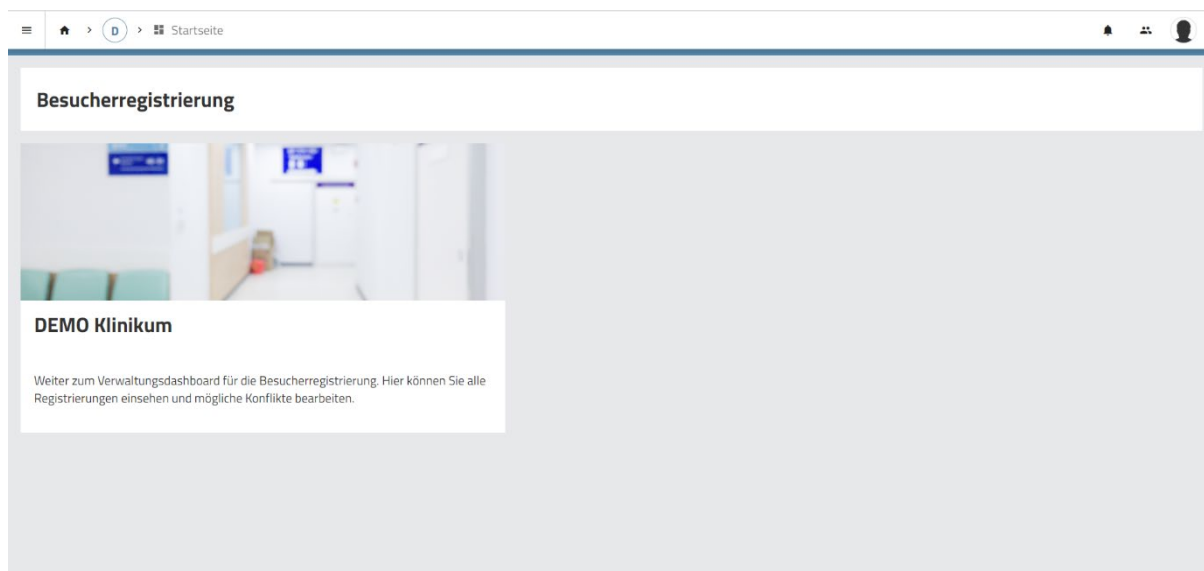 D
Startseite
Besucherregistrierung
DEMO Klinikum
Weiter zum Verwaltungsdashboard für die Besucherregistrierung. Hier können Sie alle
Registrierungen einsehen und mögliche Konflikte bearbeiten.